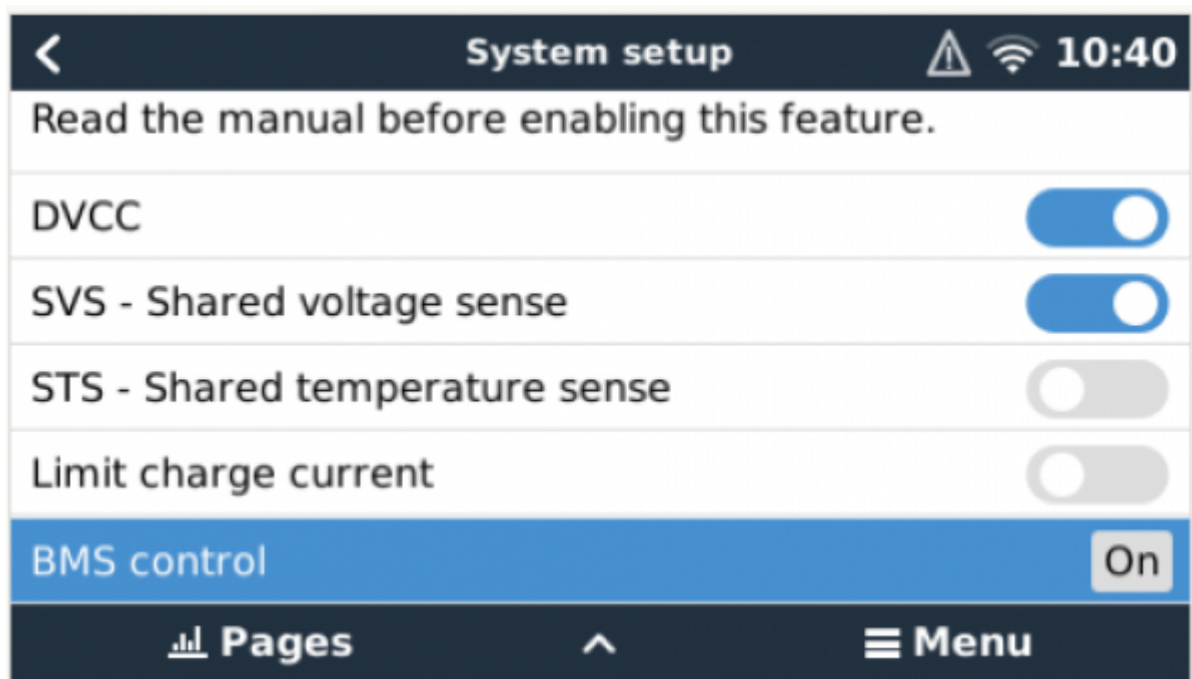 System setup 10:40
Read the manual before enabling this feature.
DVCC
SVS - Shared voltage sense
STS - Shared temperature sense
Limit charge current
BMS control On
Pages Menu